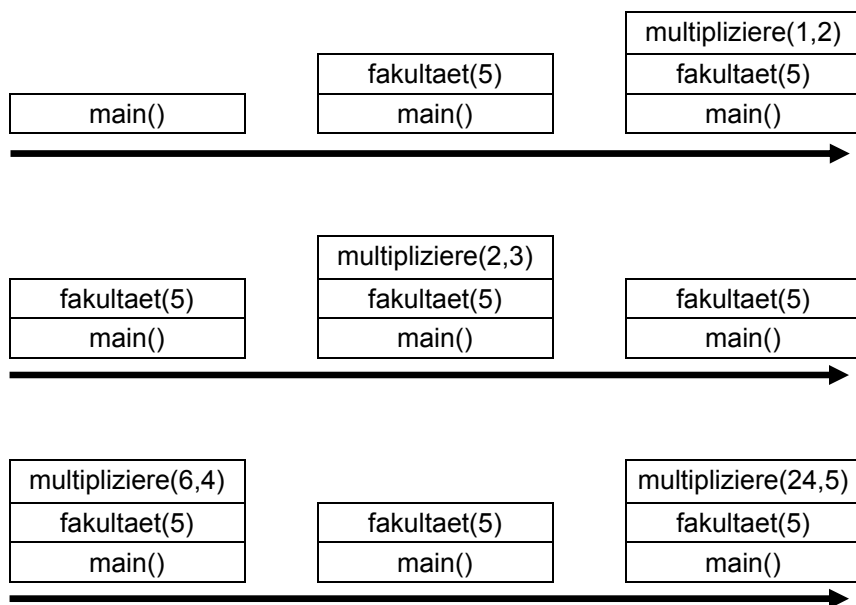 multipliziere(1,2)
fakultaet(5)
fakultaet(5)
main()
main()
main()
multipliziere(2,3)
fakultaet(5)
fakultaet(5)
fakultaet(5)
main()
main()
main()
multipliziere(6,4)
multipliziere(24,5)
fakultaet(5)
fakultaet(5)
fakultaet(5)
main()
main()
main()